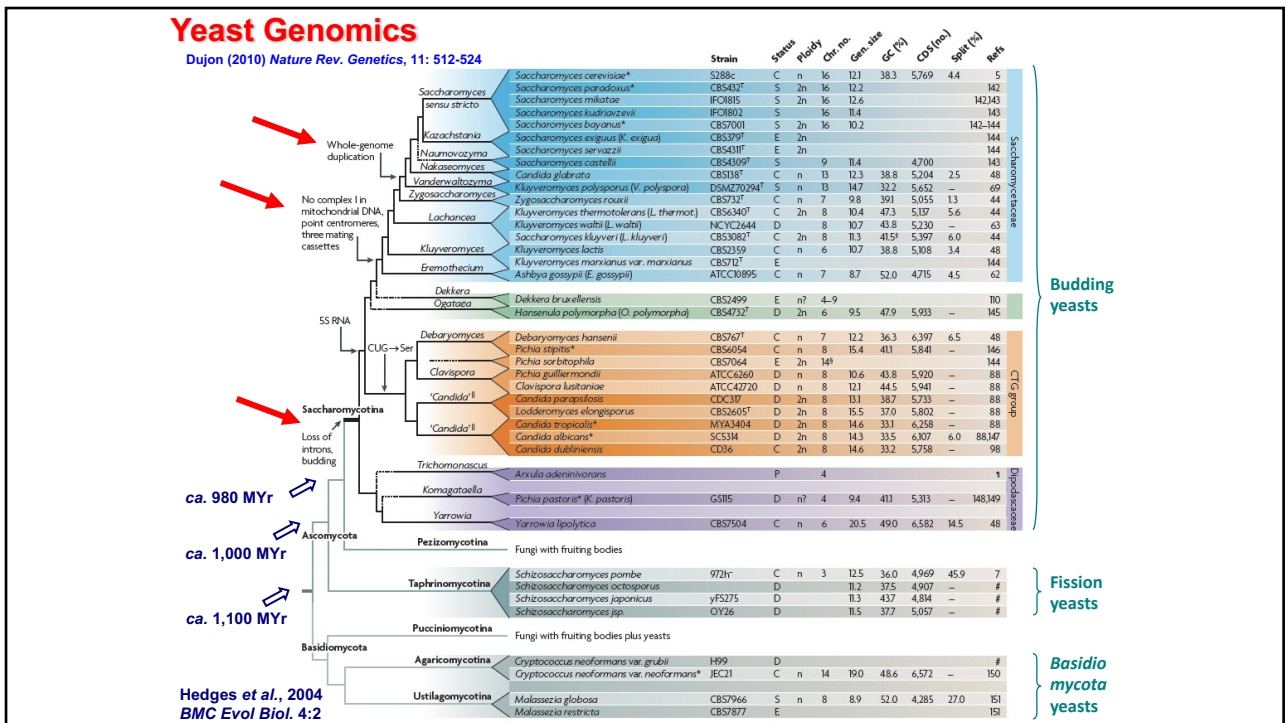 Yeast Genomics
Dujon (2010) Nature Rev. Genetics, 11: 512-524
Strain Status Ploidy Chr. no. Gen. size GC (%) CDS (no.) Split (%) Refs
Saccharomyces cerevisiae* S288c C n 16 12.1 38.3 5,769 4.4 5
Saccharomyces paradoxus* CBS432ᵀ S 2n 16 12.2 142
Saccharomyces mikatae IFO1815 S 2n 16 12.6 142,143
Saccharomyces kudriavzevii IFO1802 S 16 11.4 143
Saccharomyces bayanus* CBS7001 S 2n 16 10.2 142–144
Saccharomyces exiguus (K. exigua) CBS379ᵀ E 2n 144
Saccharomyces servazzii CBS4311ᵀ E 2n 144
Saccharomyces castellii CBS4309ᵀ S 9 11.4 4,700 143
Candida glabrata CBS138ᵀ C n 13 12.3 38.8 5,204 2.5 48
Kluyveromyces polysporus (V. polyspora) DSMZ70294ᵀ S n 13 14.7 32.2 5,652 – 69
Zygosaccharomyces rouxii CBS732ᵀ C n 7 9.8 39.1 5,055 1.3 44
Kluyveromyces thermotolerans (L. thermot.) CBS6340ᵀ C 2n 8 10.4 47.3 5,137 5.6 44
Kluyveromyces waltii (L. waltii) NCYC2644 D 8 10.7 43.8 5,230 – 63
Saccharomyces kluyveri (L. kluyveri) CBS3082ᵀ C 2n 8 11.3 41.5‡ 5,397 6.0 44
Kluyveromyces lactis CBS2359 C n 6 10.7 38.8 5,108 3.4 48
Kluyveromyces marxianus var. marxianus CBS712ᵀ E 144
Ashbya gossypii (E. gossypii) ATCC10895 C n 7 8.7 52.0 4,715 4.5 62
Dekkera bruxellensis CBS2499 E n? 4–9 110
Hansenula polymorpha (O. polymorpha) CBS4732ᵀ D 2n 6 9.5 47.9 5,933 – 145
Debaryomyces hansenii CBS767ᵀ C n 7 12.2 36.3 6,397 6.5 48
Pichia stipitis* CBS6054 C n 8 15.4 41.1 5,841 – 146
Pichia sorbitophila CBS7064 E 2n 14§ 144
Pichia guilliermondii ATCC6260 D n 8 10.6 43.8 5,920 – 88
Clavispora lusitaniae ATCC42720 D n 8 12.1 44.5 5,941 – 88
Candida parapsilosis CDC317 D 2n 8 13.1 38.7 5,733 – 88
Lodderomyces elongisporus CBS2605ᵀ D 2n 8 15.5 37.0 5,802 – 88
Candida tropicalis* MYA3404 D 2n 8 14.6 33.1 6,258 – 88
Candida albicans* SC5314 D 2n 8 14.3 33.5 6,107 6.0 88,147
Candida dubliniensis CD36 C 2n 8 14.6 33.2 5,758 – 98
Arxula adeninivorans P 4 ¶
Pichia pastoris* (K. pastoris) GS115 D n? 4 9.4 41.1 5,313 – 148,149
Yarrowia lipolytica CBS7504 C n 6 20.5 49.0 6,582 14.5 48
Fungi with fruiting bodies
Schizosaccharomyces pombe 972h⁻ C n 3 12.5 36.0 4,969 45.9 7
Schizosaccharomyces octosporus D 11.2 37.5 4,907 – #
Schizosaccharomyces japonicus yFS275 D 11.3 43.7 4,814 – #
Schizosaccharomyces jsp. OY26 D 11.5 37.7 5,057 – #
Fungi with fruiting bodies plus yeasts
Cryptococcus neoformans var. grubii H99 D #
Cryptococcus neoformans var. neoformans* JEC21 C n 14 19.0 48.6 6,572 – 150
Malassezia globosa CBS7966 S n 8 8.9 52.0 4,285 27.0 151
Malassezia restricta CBS7877 E 151
Saccharomyces
sensu stricto
Kazachstania
Naumovozyma
Nakaseomyces
Vanderwaltozyma
Zygosaccharomyces
Lachancea
Kluyveromyces
Eremothecium
Dekkera
Ogataea
Debaryomyces
Clavispora
'Candida'||
'Candida'||
Trichomonascus
Komagataella
Yarrowia
Pezizomycotina
Taphrinomycotina
Pucciniomycotina
Agaricomycotina
Ustilagomycotina
Whole-genome
duplication
No complex I in
mitochondrial DNA,
point centromeres,
three mating
cassettes
5S RNA
CUG→Ser
Saccharomycotina
Loss of
introns,
budding
Ascomycota
Basidiomycota
ca. 980 MYr
ca. 1,000 MYr
ca. 1,100 MYr
Saccharomycetaceae
CTG group
Dipodascaceae
Budding
yeasts
Fission
yeasts
Basidio
mycota
yeasts
Hedges et al., 2004
BMC Evol Biol. 4:2